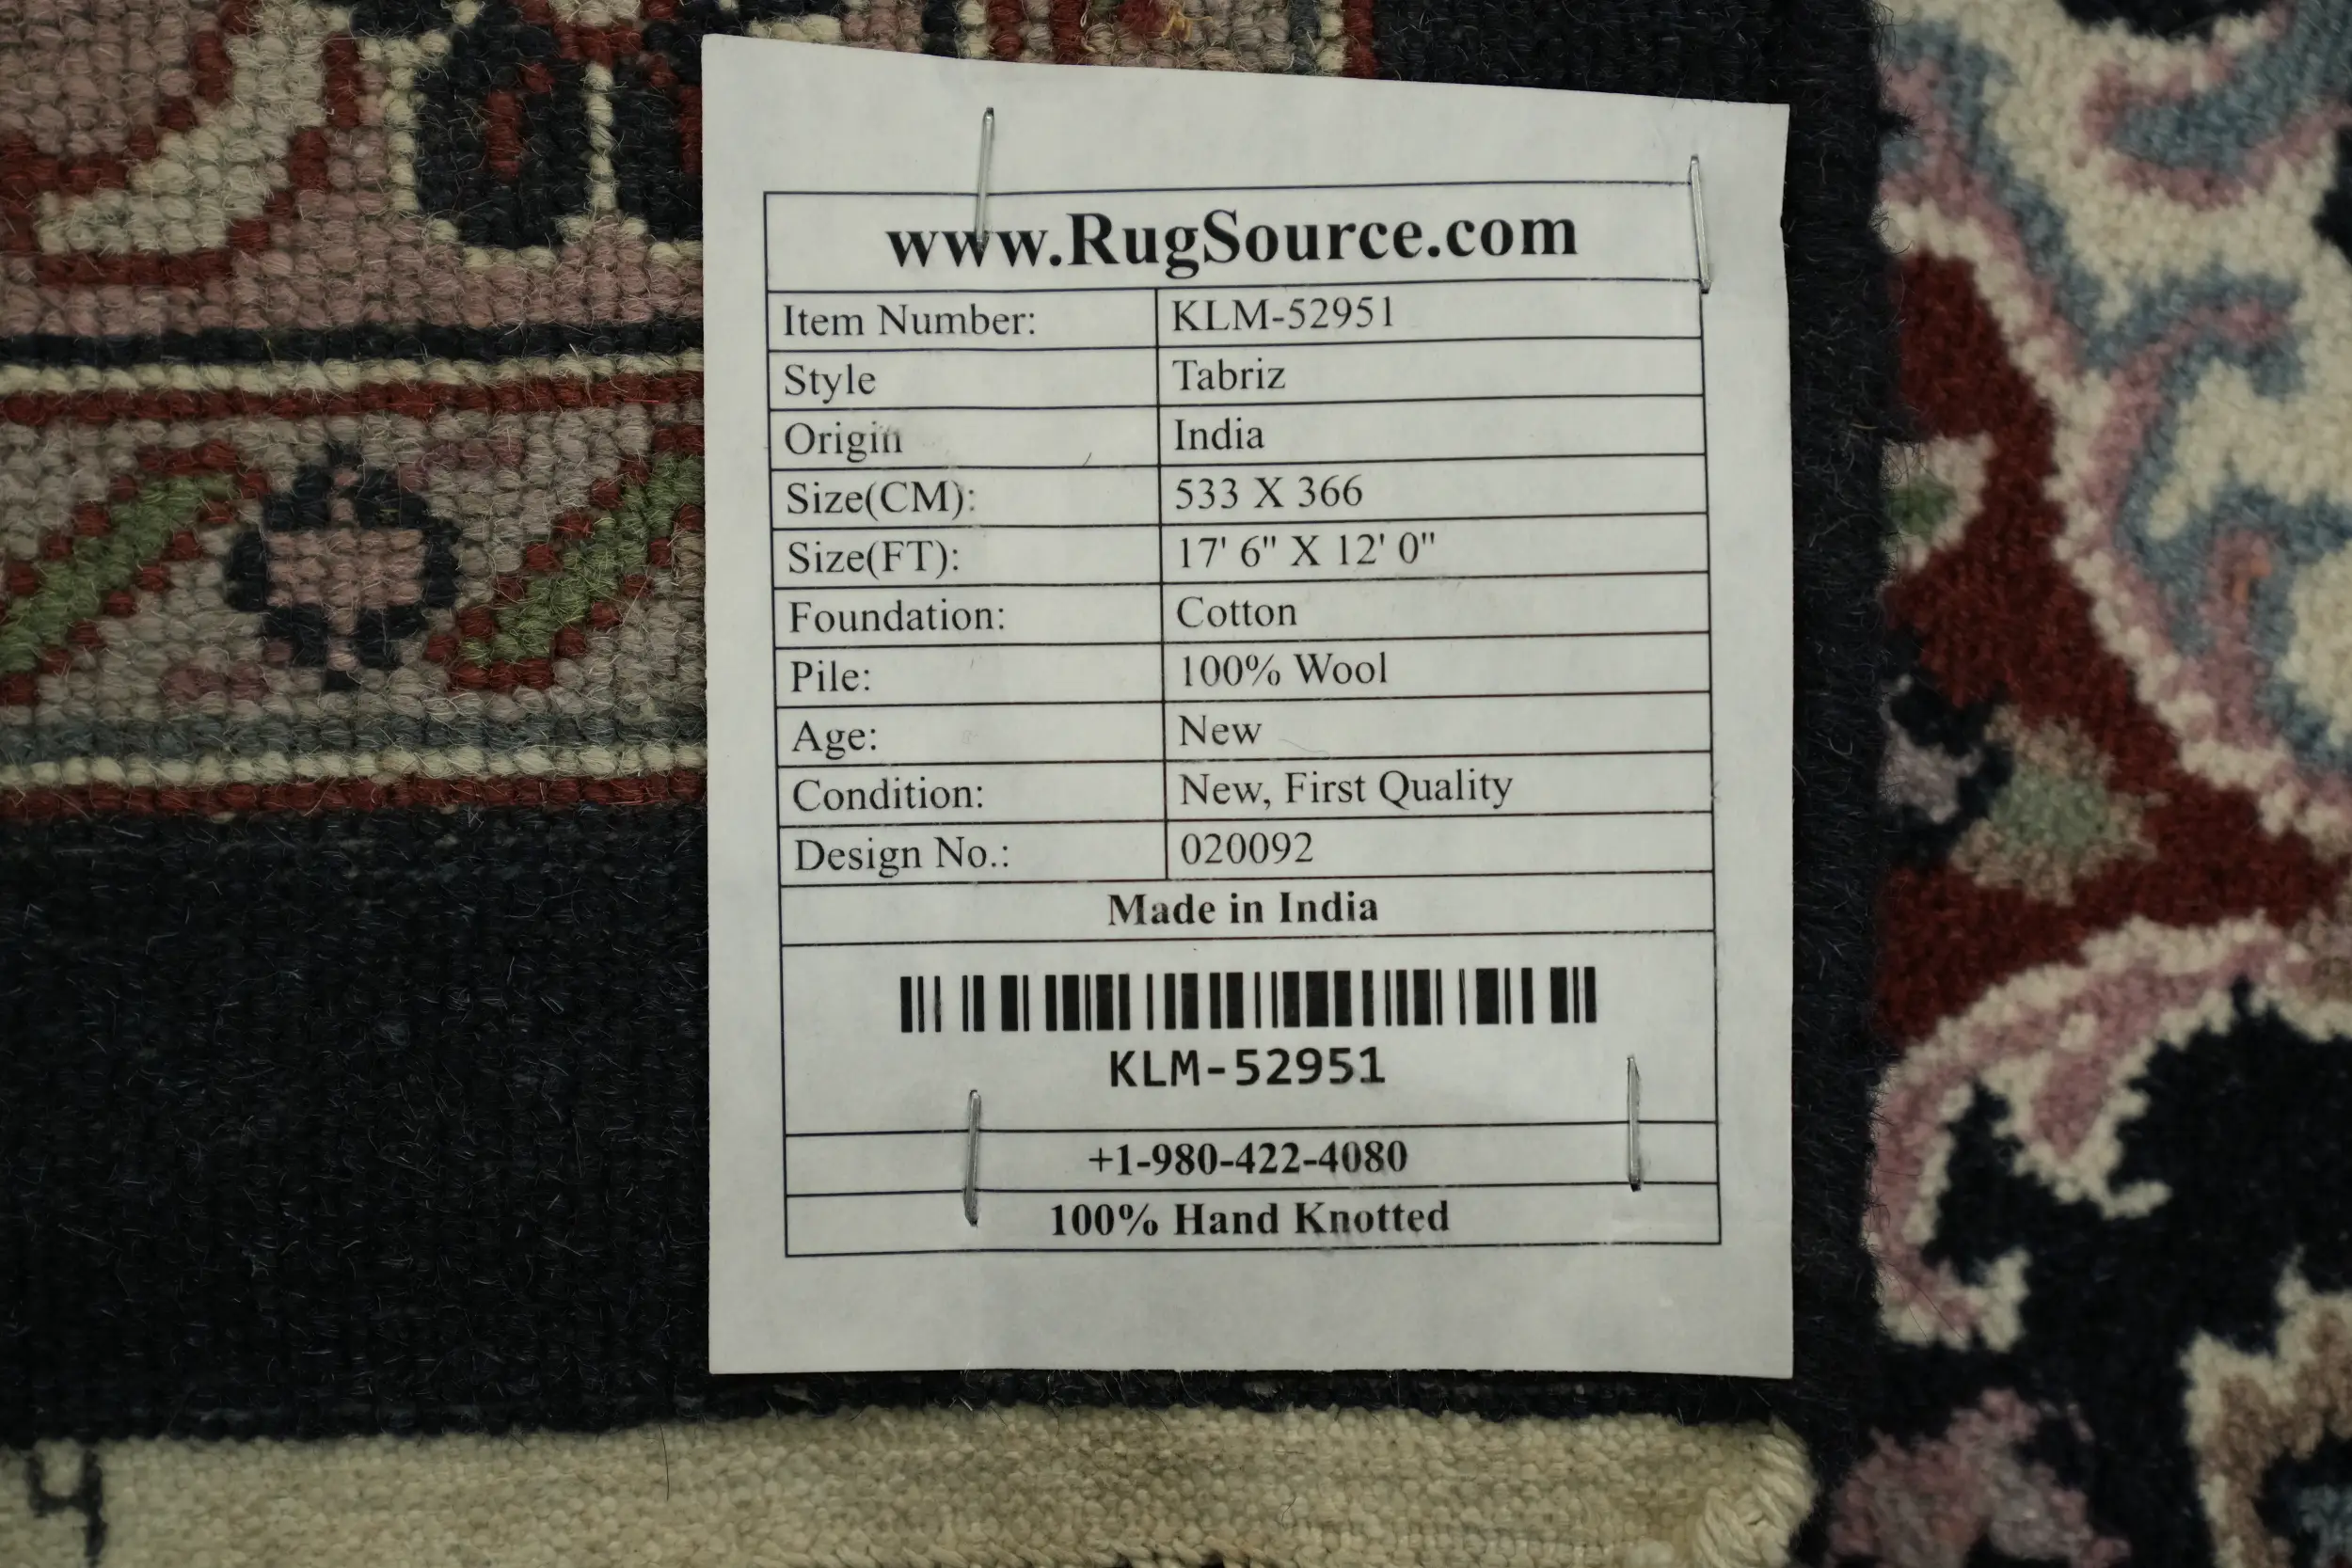 www.RugSource.com
Item Number: KLM-52951
Style Tabriz
Origin India
Size(CM): 533 X 366
Size(FT): 17' 6" X 12' 0"
Foundation: Cotton
Pile: 100% Wool
Age: New
Condition: New, First Quality
Design No.: 020092
Made in India
KLM-52951
+1-980-422-4080
100% Hand Knotted
4